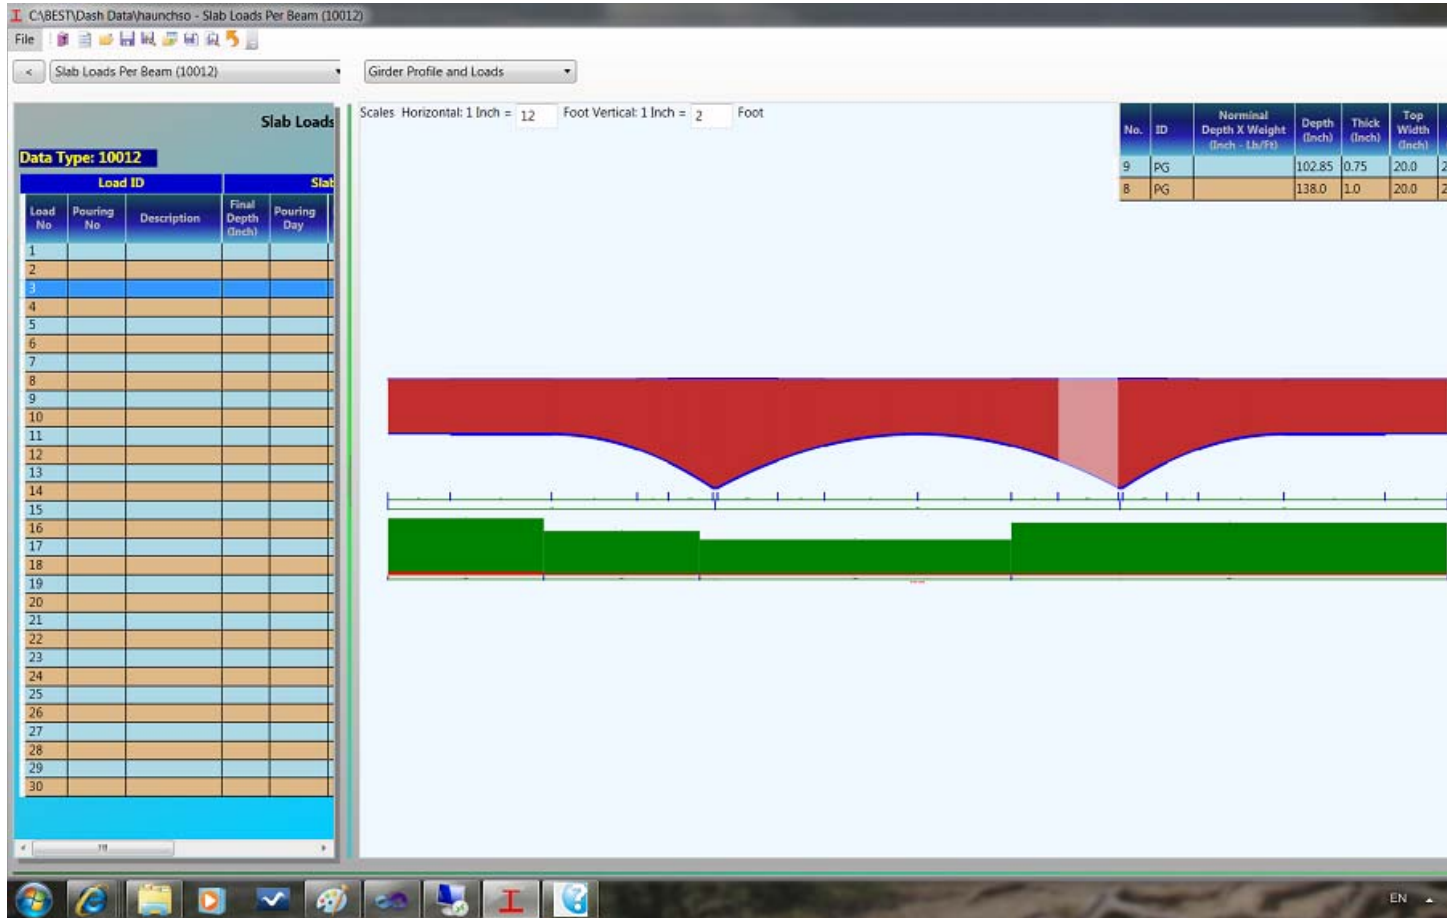 C:\BEST\Dash Data\haunchso - Slab Loads Per Beam (10012)
File
< Slab Loads Per Beam (10012) Girder Profile and Loads
Slab Loads
Data Type: 10012
Load ID Slab
Load No Pouring No Description Final Depth (Inch) Pouring Day
1
2
3
4
5
6
7
8
9
10
11
12
13
14
15
16
17
18
19
20
21
22
23
24
25
26
27
28
29
30
Scales Horizontal: 1 Inch = 12 Foot Vertical: 1 Inch = 2 Foot
No. ID Norminal Depth X Weight (Inch - Lb/Ft) Depth (Inch) Thick (Inch) Top Width (Inch)
9 PG 102.85 0.75 20.0 2
8 PG 138.0 1.0 20.0 2
EN